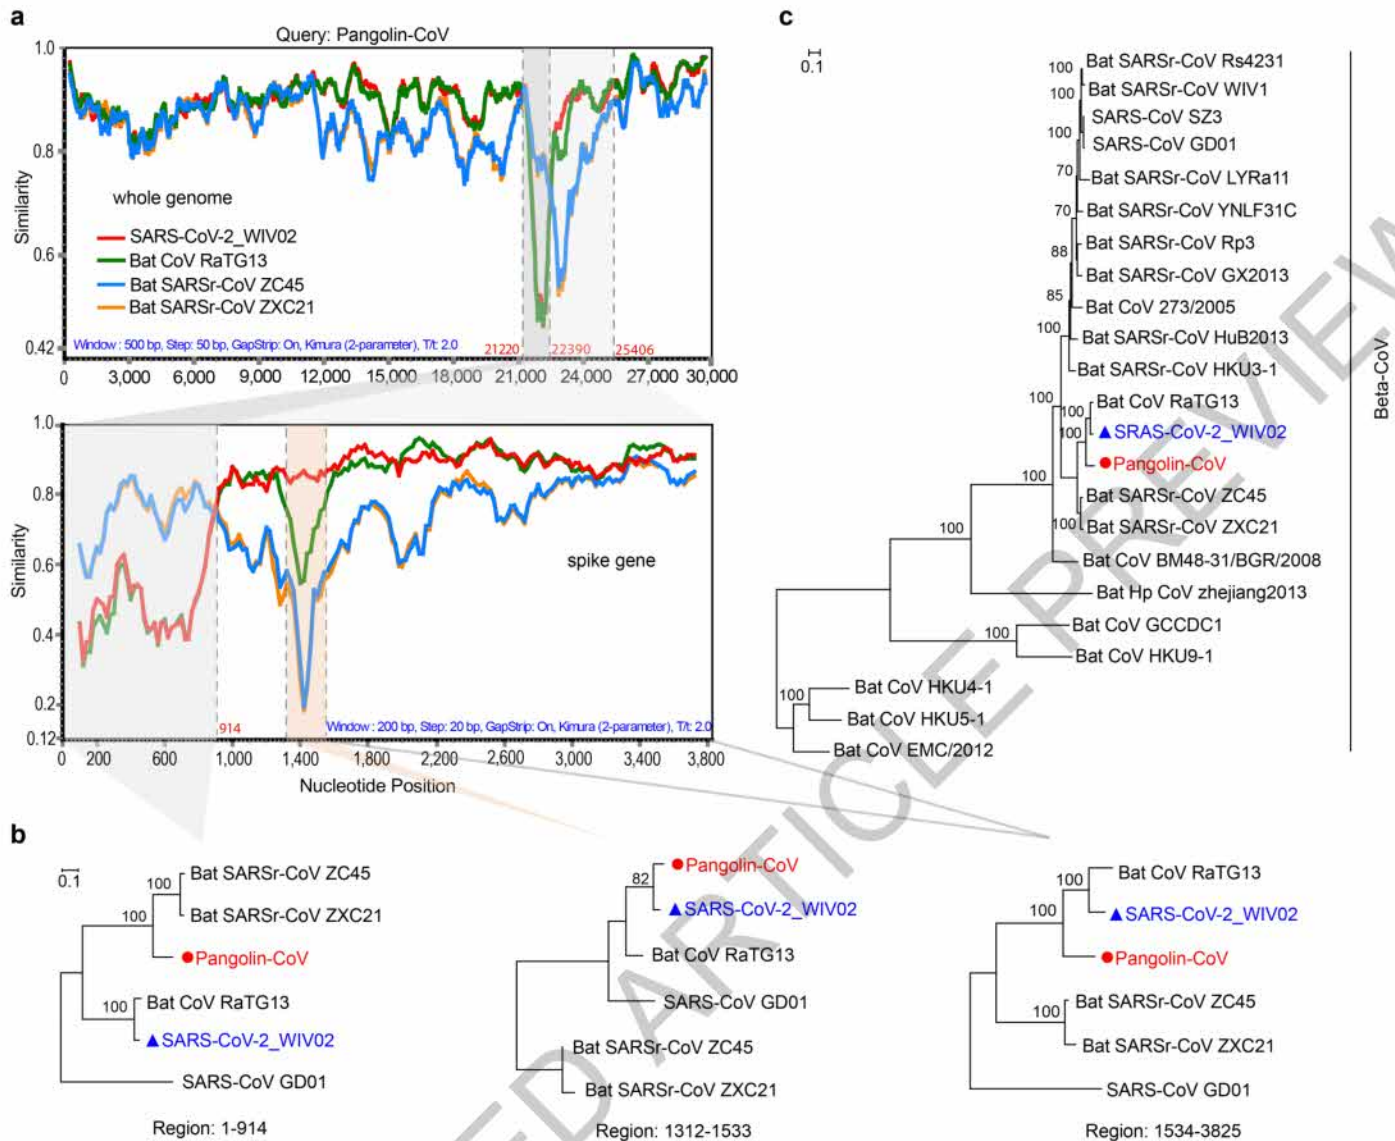 a
Query: Pangolin-CoV
1.0
0.8
0.6
0.42
Similarity
whole genome
SARS-CoV-2_WIV02
Bat CoV RaTG13
Bat SARSr-CoV ZC45
Bat SARSr-CoV ZXC21
Window : 500 bp, Step: 50 bp, GapStrip: On, Kimura (2-parameter), T/t: 2.0
21220
22390
25406
0 3,000 6,000 9,000 12,000 15,000 18,000 21,000 24,000 27,000 30,000
1.0
0.8
0.6
0.4
0.2
0.12
Similarity
spike gene
914
Window : 200 bp, Step: 20 bp, GapStrip: On, Kimura (2-parameter), T/t: 2.0
0 200 600 1,000 1,400 1,800 2,200 2,600 3,000 3,400 3,800
Nucleotide Position
c
0.1
100
Bat SARSr-CoV Rs4231
100
Bat SARSr-CoV WIV1
SARS-CoV SZ3
100
SARS-CoV GD01
70
Bat SARSr-CoV LYRa11
70
Bat SARSr-CoV YNLF31C
88
Bat SARSr-CoV Rp3
85
Bat SARSr-CoV GX2013
Bat CoV 273/2005
100
Bat SARSr-CoV HuB2013
Bat SARSr-CoV HKU3-1
100
100
Bat CoV RaTG13
100
SRAS-CoV-2_WIV02
Pangolin-CoV
100
Bat SARSr-CoV ZC45
100
Bat SARSr-CoV ZXC21
100
Bat CoV BM48-31/BGR/2008
Bat Hp CoV zhejiang2013
Bat CoV GCCDC1
100
Bat CoV HKU9-1
Bat CoV HKU4-1
100
Bat CoV HKU5-1
Bat CoV EMC/2012
Beta-CoV
b
0.1
Bat SARSr-CoV ZC45
100
Bat SARSr-CoV ZXC21
100
Pangolin-CoV
Bat CoV RaTG13
100
SARS-CoV-2_WIV02
SARS-CoV GD01
Region: 1-914
Pangolin-CoV
82
SARS-CoV-2_WIV02
Bat CoV RaTG13
SARS-CoV GD01
Bat SARSr-CoV ZC45
Bat SARSr-CoV ZXC21
Region: 1312-1533
Bat CoV RaTG13
100
SARS-CoV-2_WIV02
100
Pangolin-CoV
Bat SARSr-CoV ZC45
100
Bat SARSr-CoV ZXC21
SARS-CoV GD01
Region: 1534-3825
ED ARTICLE PREVIEW